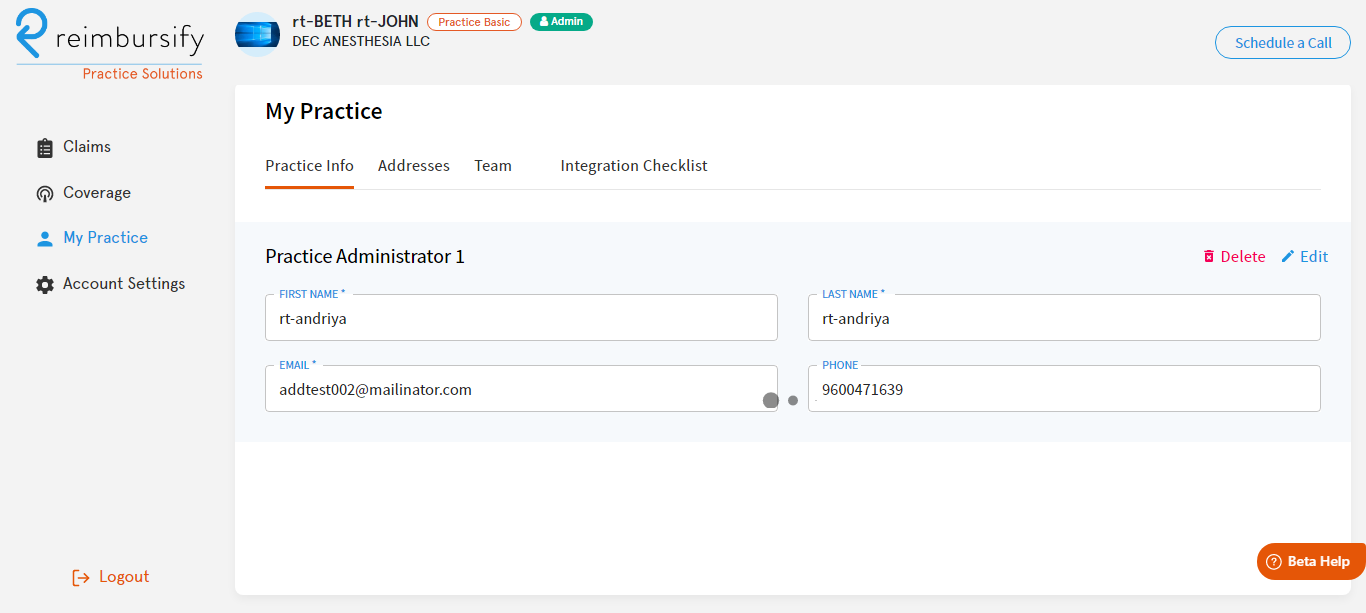 reimbursify
Practice Solutions
rt-BETH rt-JOHN Practice Basic Admin
DEC ANESTHESIA LLC
Schedule a Call
Claims
Coverage
My Practice
Account Settings
Logout
My Practice
Practice Info Addresses Team Integration Checklist
Practice Administrator 1 Delete Edit
FIRST NAME * LAST NAME *
rt-andriya rt-andriya
EMAIL * PHONE
addtest002@mailinator.com 9600471639
? Beta Help